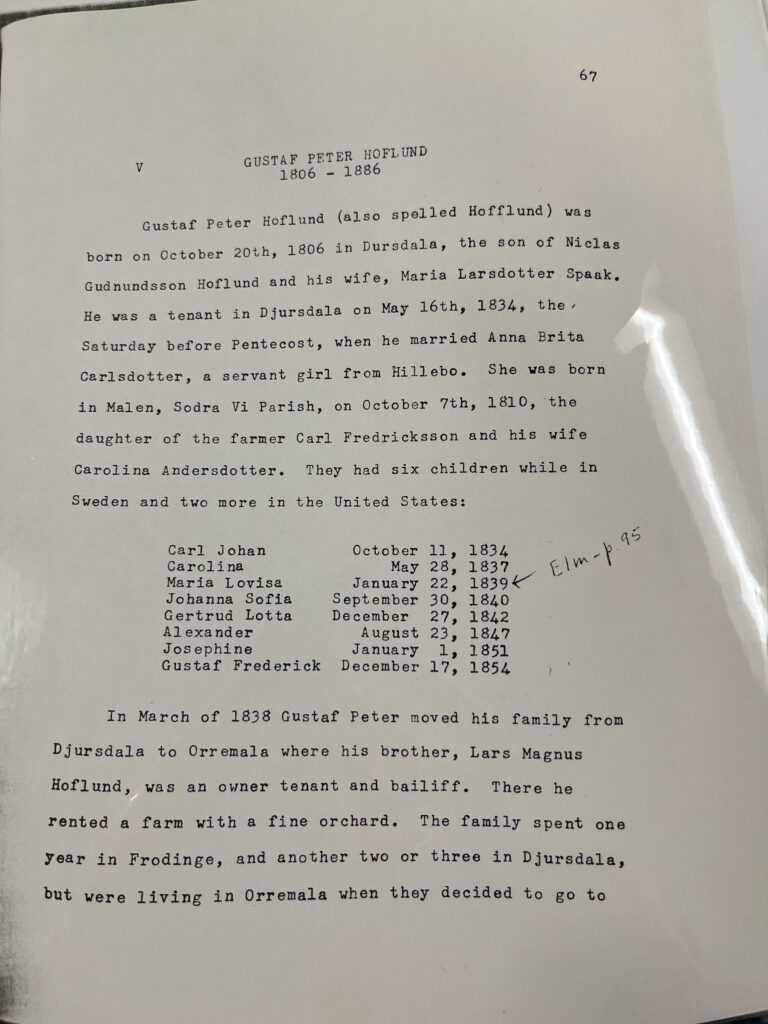 67
V GUSTAF PETER HOFLUND
1806 - 1886
Gustaf Peter Hoflund (also spelled Hofflund) was
born on October 20th, 1806 in Dursdala, the son of Niclas
Gudnundsson Hoflund and his wife, Maria Larsdotter Spaak.
He was a tenant in Djursdala on May 16th, 1834, the
Saturday before Pentecost, when he married Anna Brita
Carlsdotter, a servant girl from Hillebo. She was born
in Malen, Sodra Vi Parish, on October 7th, 1810, the
daughter of the farmer Carl Fredricksson and his wife
Carolina Andersdotter. They had six children while in
Sweden and two more in the United States:
Carl Johan October 11, 1834
Carolina May 28, 1837
Maria Lovisa January 22, 1839 ← Elm - p. 95
Johanna Sofia September 30, 1840
Gertrud Lotta December 27, 1842
Alexander August 23, 1847
Josephine January 1, 1851
Gustaf Frederick December 17, 1854
In March of 1838 Gustaf Peter moved his family from
Djursdala to Orremala where his brother, Lars Magnus
Hoflund, was an owner tenant and bailiff. There he
rented a farm with a fine orchard. The family spent one
year in Frodinge, and another two or three in Djursdala,
but were living in Orremala when they decided to go to